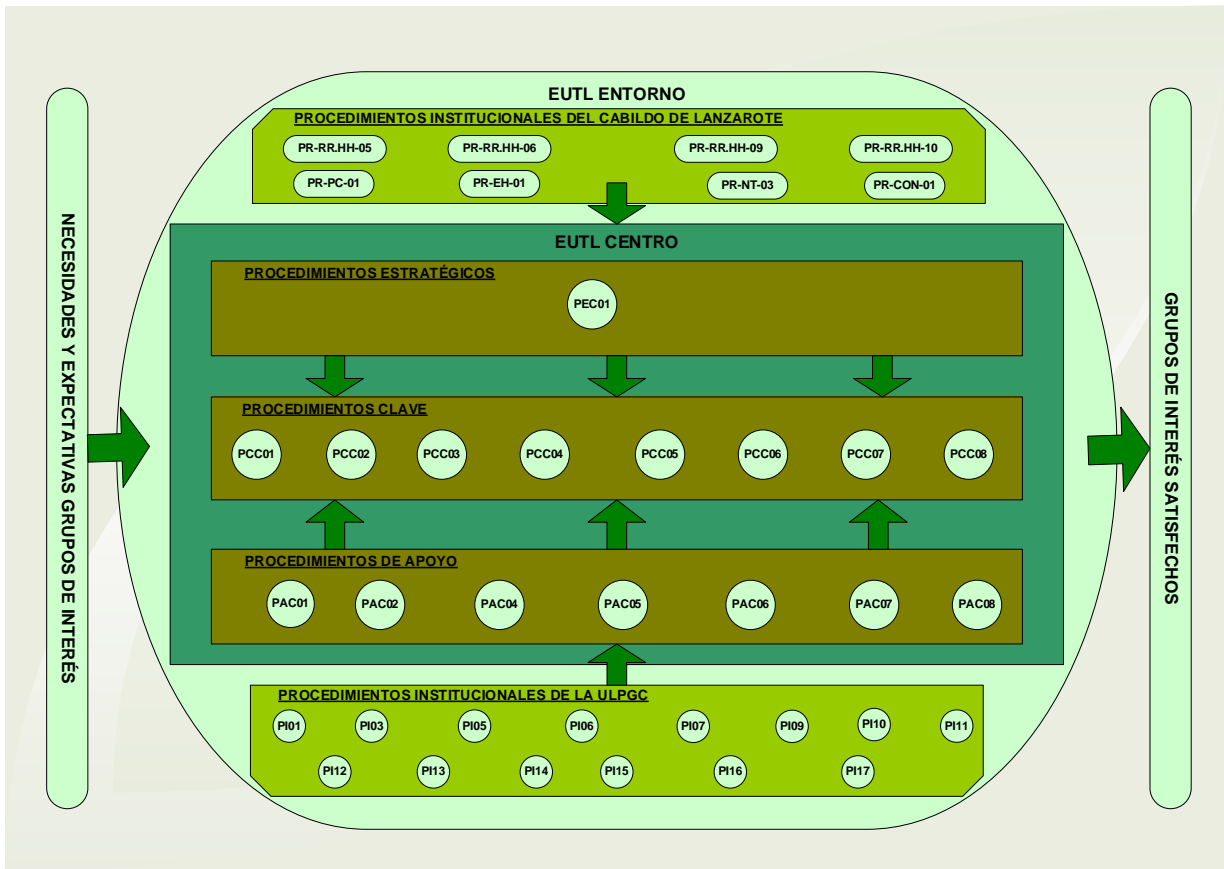 EUTL ENTORNO
PROCEDIMIENTOS INSTITUCIONALES DEL CABILDO DE LANZAROTE
PR-RR.HH-05 PR-RR.HH-06 PR-RR.HH-09 PR-RR.HH-10
PR-PC-01 PR-EH-01 PR-NT-03 PR-CON-01
NECESIDADES Y EXPECTATIVAS GRUPOS DE INTERÉS
EUTL CENTRO
PROCEDIMIENTOS ESTRATÉGICOS
PEC01
PROCEDIMIENTOS CLAVE
PCC01 PCC02 PCC03 PCC04 PCC05 PCC06 PCC07 PCC08
PROCEDIMIENTOS DE APOYO
PAC01 PAC02 PAC04 PAC05 PAC06 PAC07 PAC08
PROCEDIMIENTOS INSTITUCIONALES DE LA ULPGC
PI01 PI03 PI05 PI06 PI07 PI09 PI10 PI11
PI12 PI13 PI14 PI15 PI16 PI17
GRUPOS DE INTERÉS SATISFECHOS